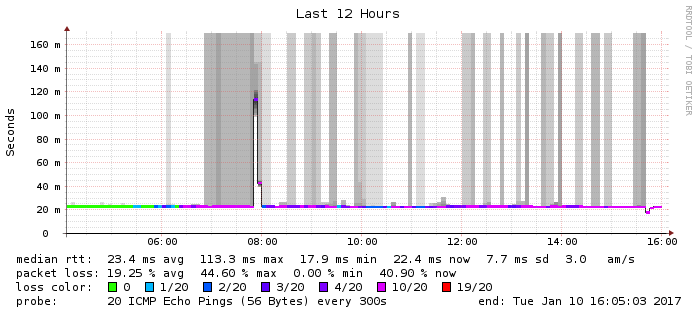 Last 12 Hours
RRDTOOL / TOBI OETIKER
Seconds
160 m
140 m
120 m
100 m
80 m
60 m
40 m
20 m
0
06:00 08:00 10:00 12:00 14:00 16:00
median rtt: 23.4 ms avg 113.3 ms max 17.9 ms min 22.4 ms now 7.7 ms sd 3.0 am/s
packet loss: 19.25 % avg 44.60 % max 0.00 % min 40.90 % now
loss color: 0 1/20 2/20 3/20 4/20 10/20 19/20
probe: 20 ICMP Echo Pings (56 Bytes) every 300s end: Tue Jan 10 16:05:03 2017